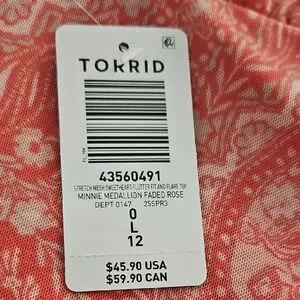 TORRID
43560491
STRETCH MESH SWEETHEART FLUTTER FIT AND FLARE TOP
MINNIE MEDALLION FADED ROSE
DEPT 0147 25SPR3
0
L
12
$45.90 USA
$59.90 CAN